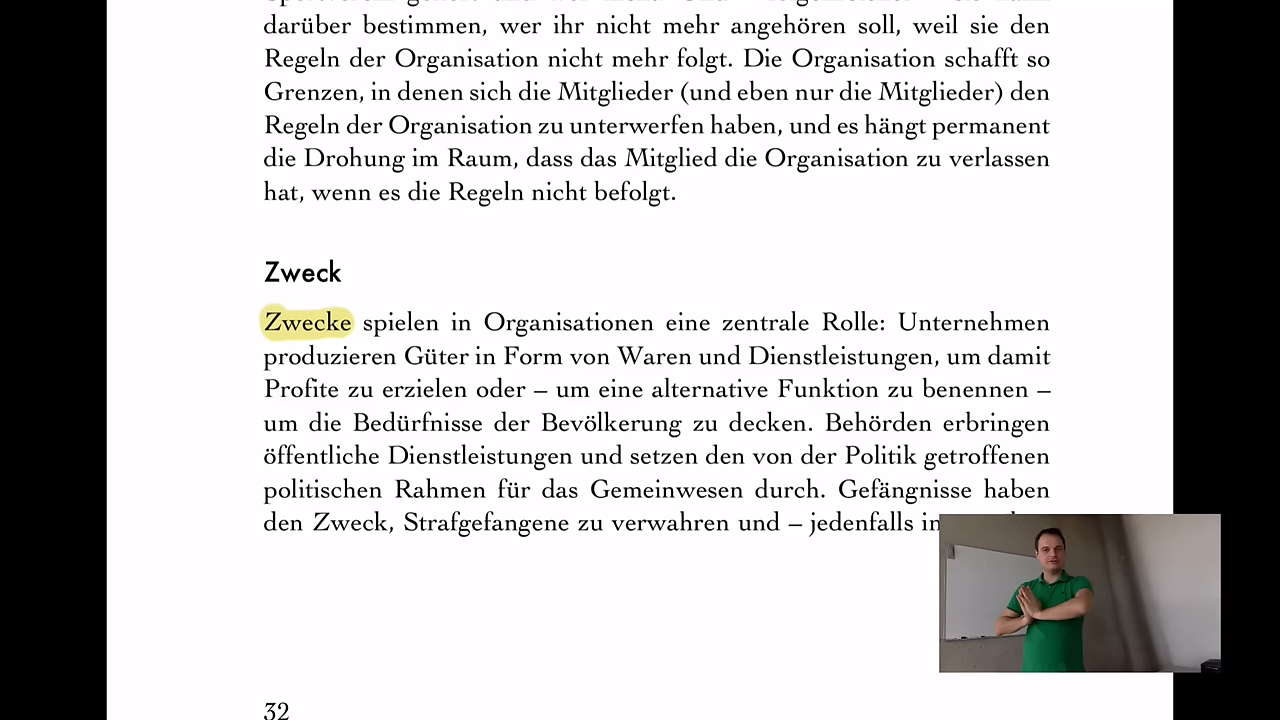 darüber bestimmen, wer ihr nicht mehr angehören soll, weil sie den
Regeln der Organisation nicht mehr folgt. Die Organisation schafft so
Grenzen, in denen sich die Mitglieder (und eben nur die Mitglieder) den
Regeln der Organisation zu unterwerfen haben, und es hängt permanent
die Drohung im Raum, dass das Mitglied die Organisation zu verlassen
hat, wenn es die Regeln nicht befolgt.
Zweck
Zwecke spielen in Organisationen eine zentrale Rolle: Unternehmen
produzieren Güter in Form von Waren und Dienstleistungen, um damit
Profite zu erzielen oder – um eine alternative Funktion zu benennen –
um die Bedürfnisse der Bevölkerung zu decken. Behörden erbringen
öffentliche Dienstleistungen und setzen den von der Politik getroffenen
politischen Rahmen für das Gemeinwesen durch. Gefängnisse haben
den Zweck, Strafgefangene zu verwahren und – jedenfalls in
32